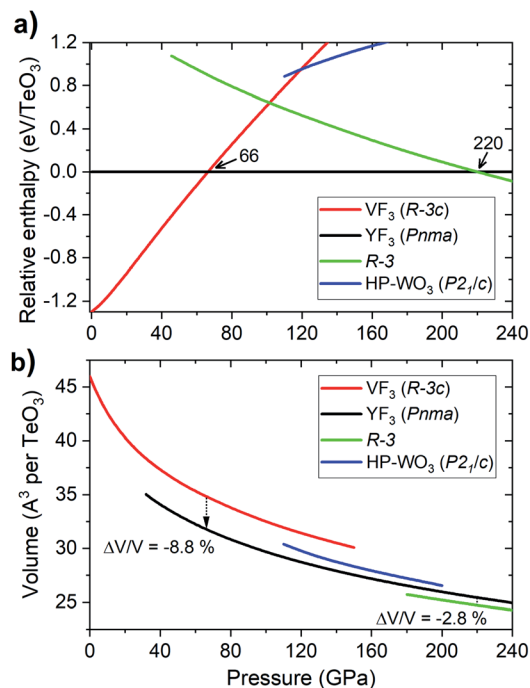 a)
1.2
0.8
0.4
0.0
-0.4
-0.8
-1.2
Relative enthalpy (eV/TeO₃)
66
220
VF₃ (R-3c)
YF₃ (Pnma)
R-3
HP-WO₃ (P2₁/c)
0 40 80 120 160 200 240
b)
45
40
35
30
25
Volume (A³ per TeO₃)
VF₃ (R-3c)
YF₃ (Pnma)
R-3
HP-WO₃ (P2₁/c)
ΔV/V = -8.8 %
ΔV/V = -2.8 %
0 40 80 120 160 200 240
Pressure (GPa)